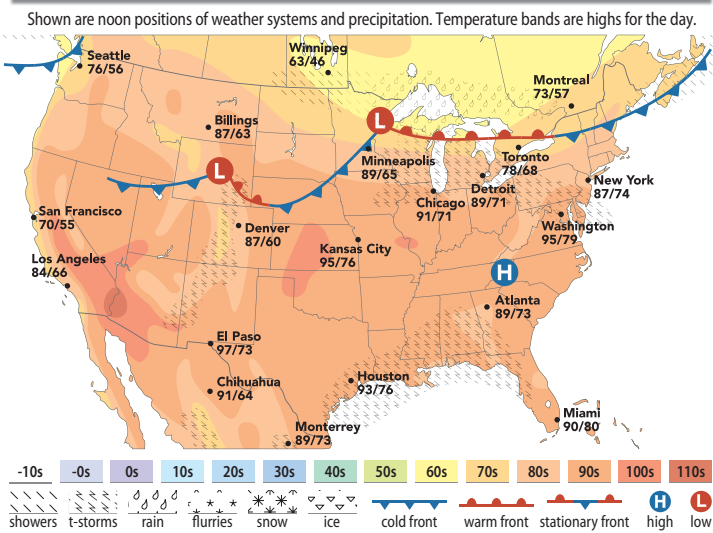 Shown are noon positions of weather systems and precipitation. Temperature bands are highs for the day.
Seattle
76/56
Winnipeg
63/46
Montreal
73/57
Billings
87/63
L
L
Minneapolis
89/65
Toronto
78/68
Detroit
89/71
Chicago
91/71
New York
87/74
San Francisco
70/55
Denver
87/60
Kansas City
95/76
Washington
95/79
Los Angeles
84/66
H
Atlanta
89/73
El Paso
97/73
Chihuahua
91/64
Houston
93/76
Monterrey
89/73
Miami
90/80
-10s -0s 0s 10s 20s 30s 40s 50s 60s 70s 80s 90s 100s 110s
H L
showers t-storms rain flurries snow ice cold front warm front stationary front high low